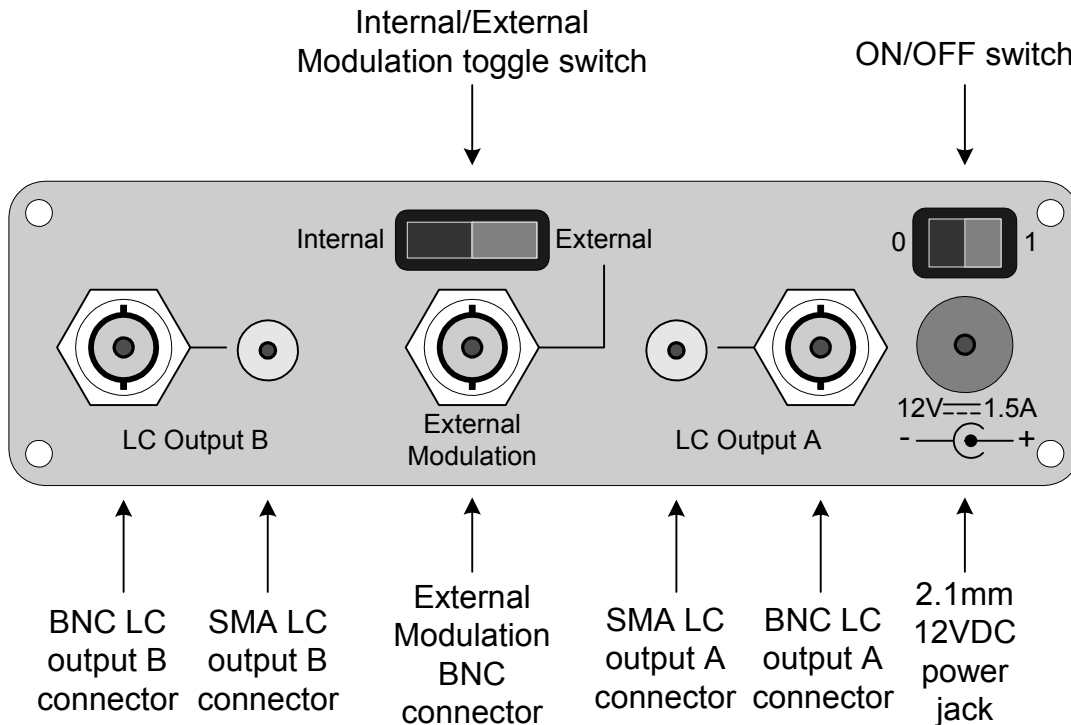 Internal/External
Modulation toggle switch
ON/OFF switch
Internal
External
0
1
LC Output B
External
Modulation
LC Output A
12V 1.5A
- +
BNC LC
output B
connector
SMA LC
output B
connector
External
Modulation
BNC
connector
SMA LC
output A
connector
BNC LC
output A
connector
2.1mm
12VDC
power
jack